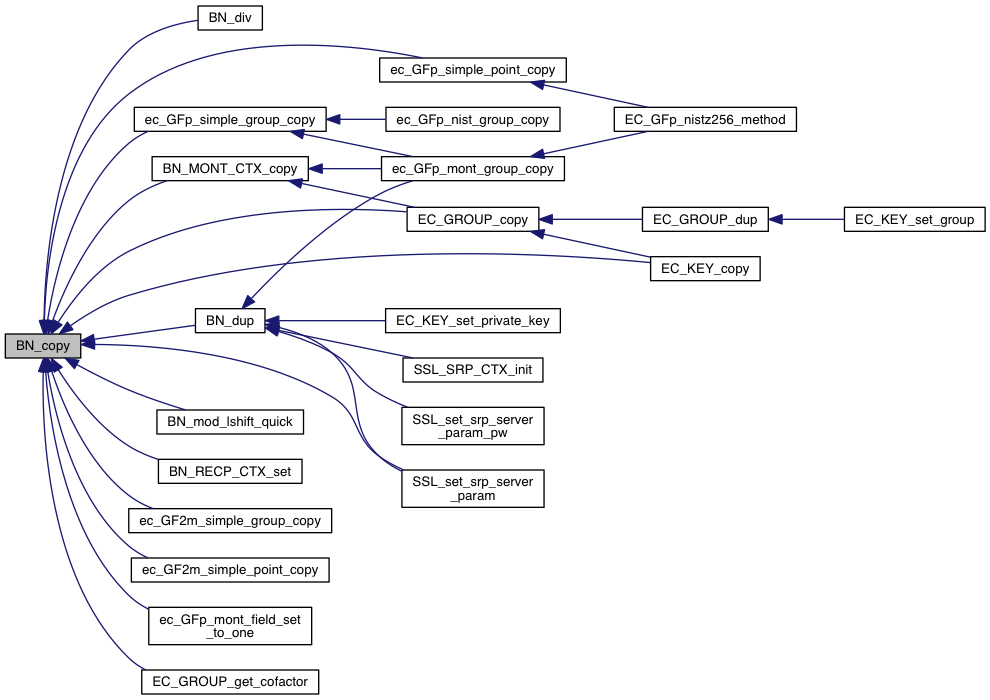 BN_div
ec_GFp_simple_point_copy
ec_GFp_simple_group_copy
ec_GFp_nist_group_copy
EC_GFp_nistz256_method
BN_MONT_CTX_copy
ec_GFp_mont_group_copy
EC_GROUP_copy
EC_GROUP_dup
EC_KEY_set_group
EC_KEY_copy
BN_dup
EC_KEY_set_private_key
BN_copy
SSL_SRP_CTX_init
BN_mod_lshift_quick
SSL_set_srp_server
_param_pw
BN_RECP_CTX_set
SSL_set_srp_server
_param
ec_GF2m_simple_group_copy
ec_GF2m_simple_point_copy
ec_GFp_mont_field_set
_to_one
EC_GROUP_get_cofactor